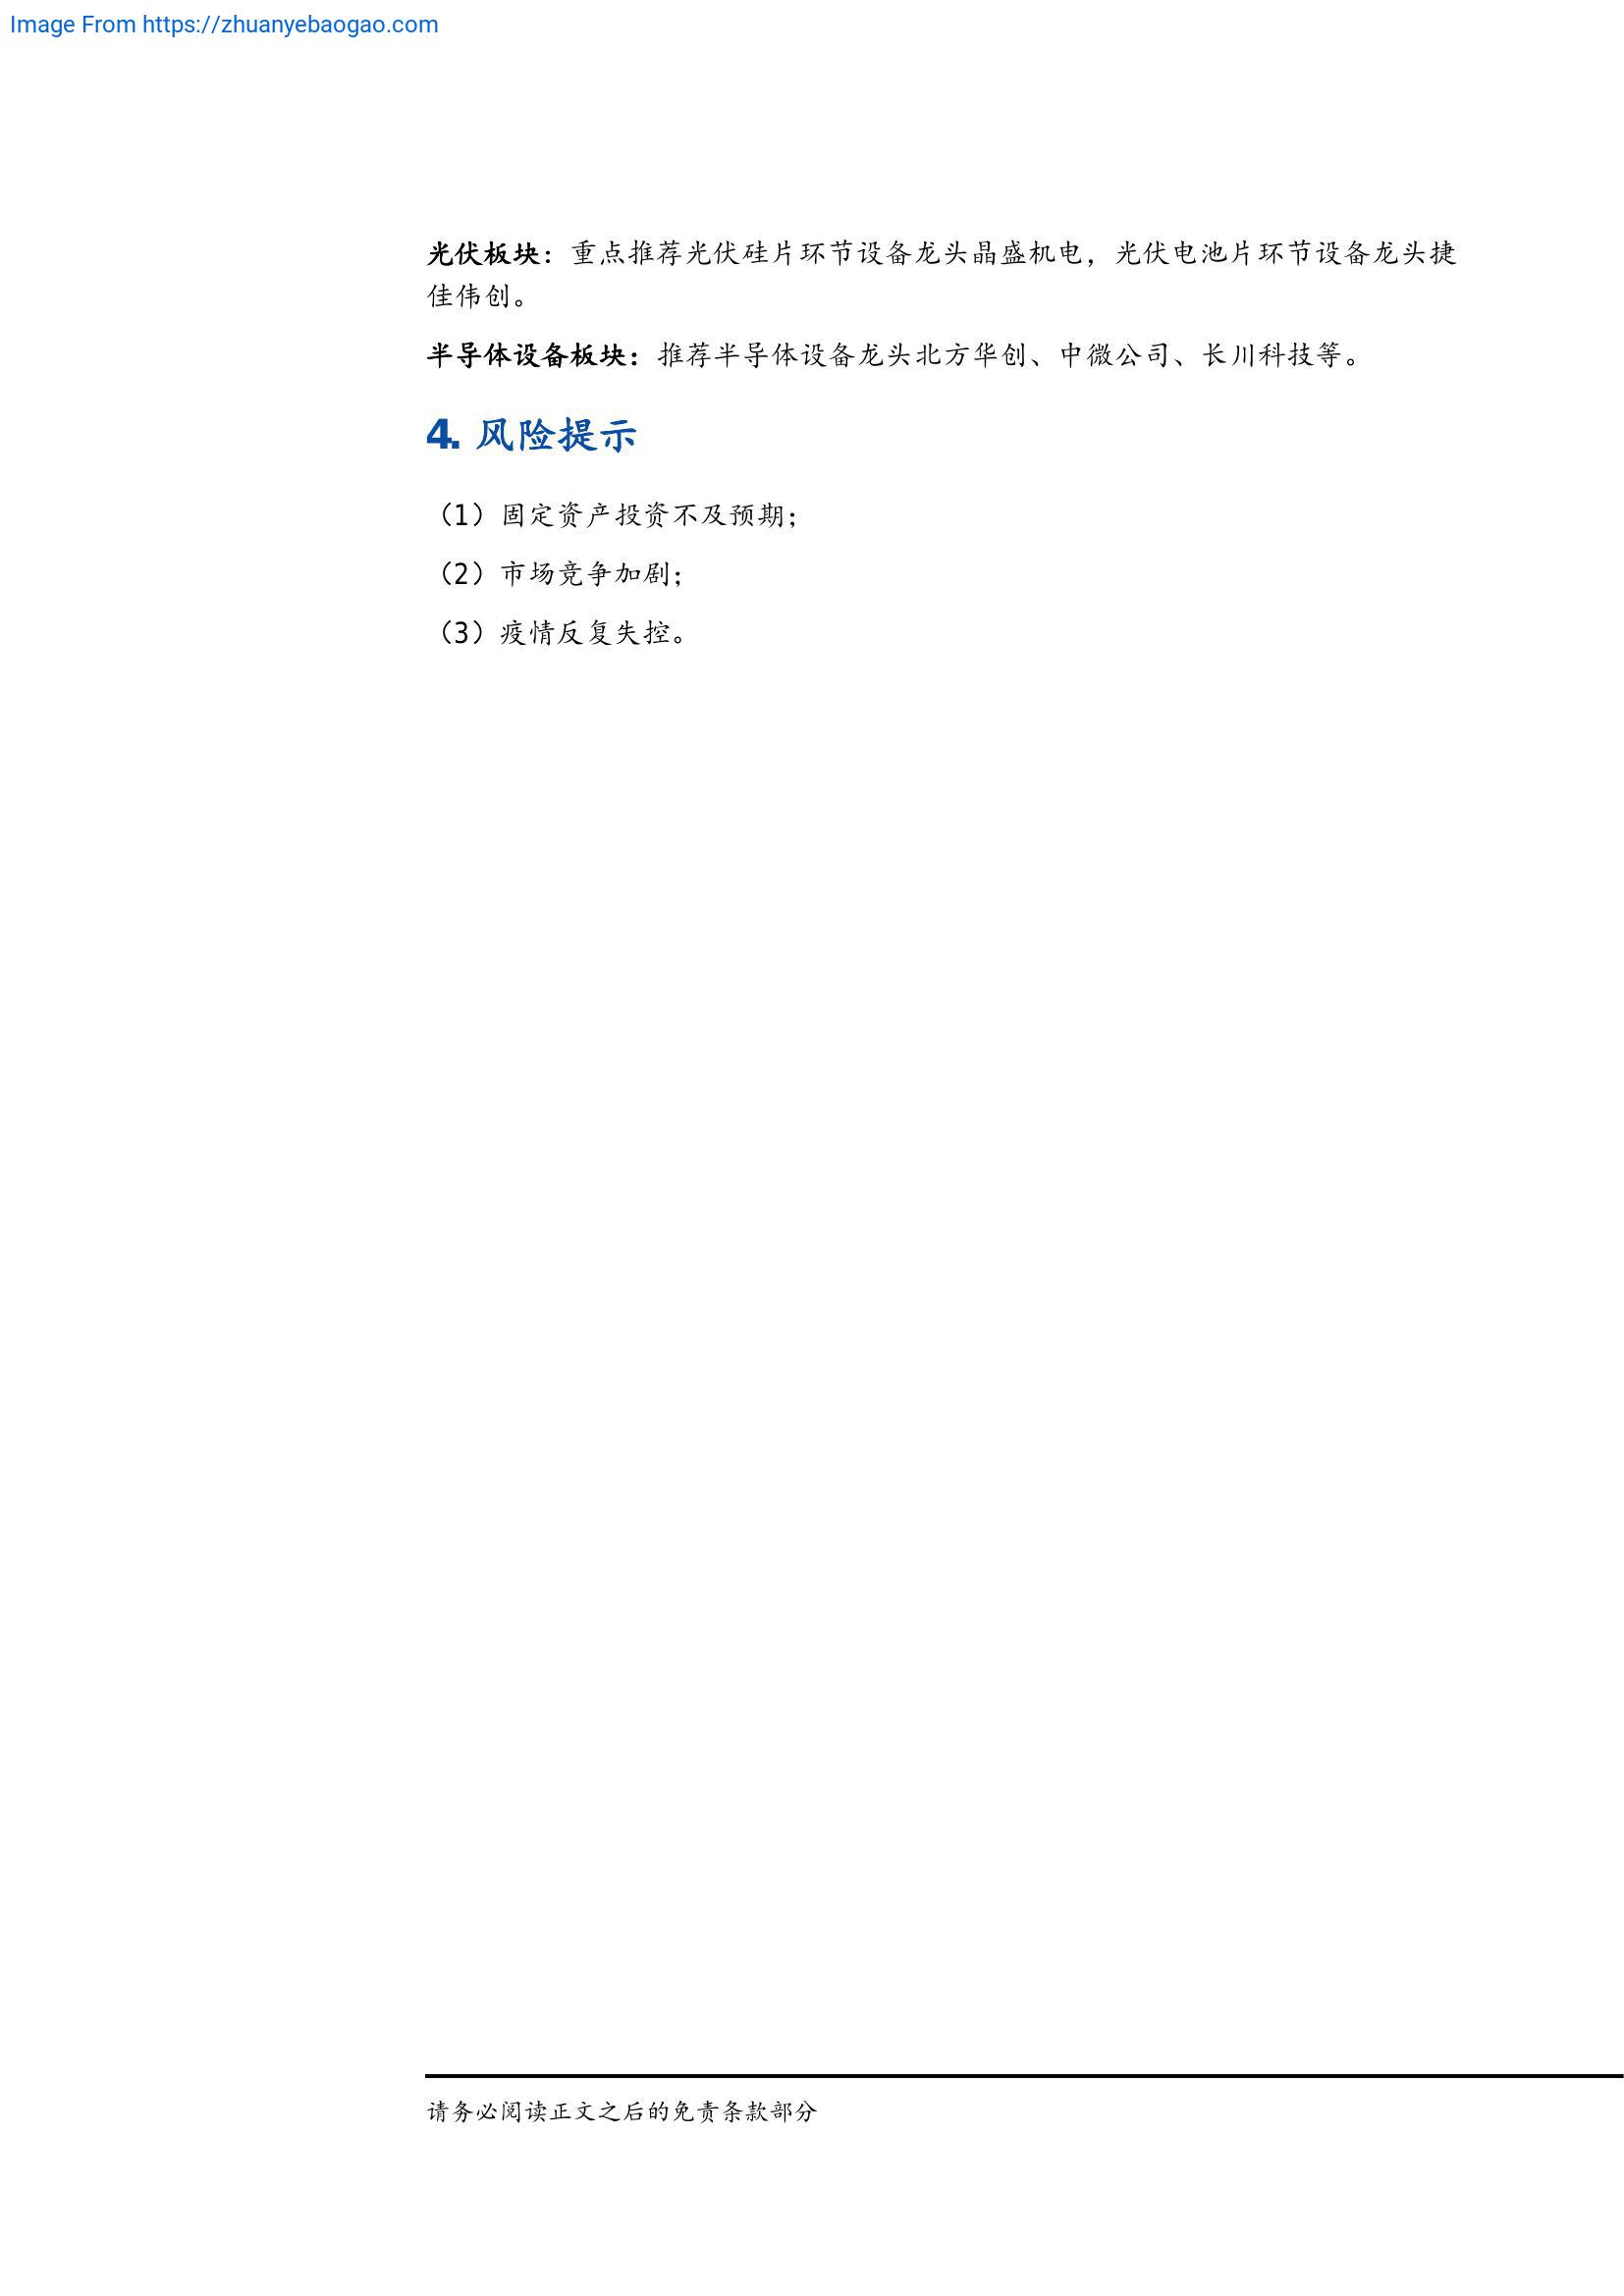 Image From https://zhuanyebaogao.com
光伏板块：重点推荐光伏硅片环节设备龙头晶盛机电，光伏电池片环节设备龙头捷
佳伟创。
半导体设备板块：推荐半导体设备龙头北方华创、中微公司、长川科技等。
4. 风险提示
（1）固定资产投资不及预期；
（2）市场竞争加剧；
（3）疫情反复失控。
请务必阅读正文之后的免责条款部分